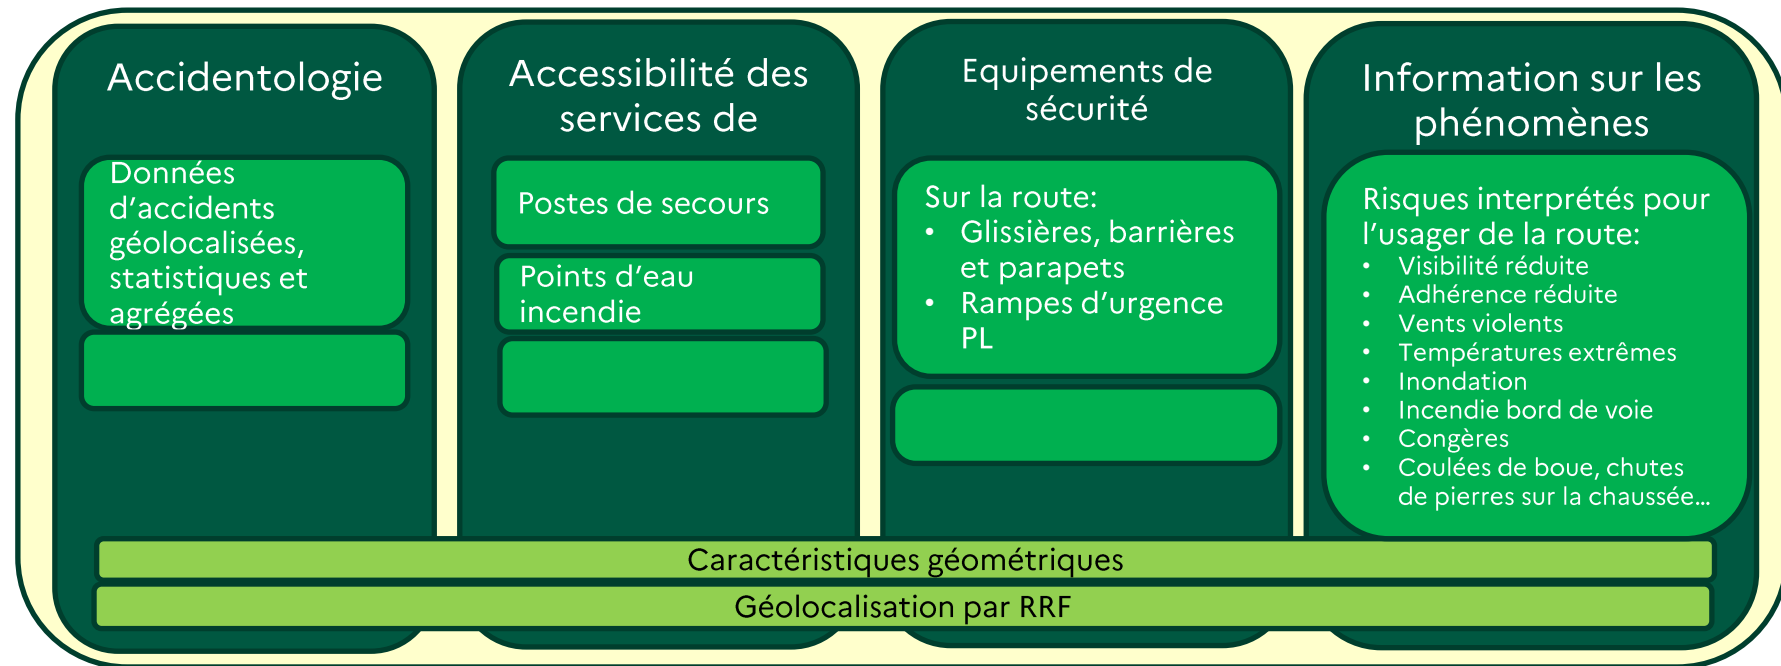 Accidentologie
Données
d’accidents
géolocalisées,
statistiques et
agrégées
Accessibilité des
services de
Postes de secours
Points d’eau
incendie
Equipements de
sécurité
Sur la route:
• Glissières, barrières
et parapets
• Rampes d’urgence
PL
Information sur les
phénomènes
Risques interprétés pour
l’usager de la route:
• Visibilité réduite
• Adhérence réduite
• Vents violents
• Températures extrêmes
• Inondation
• Incendie bord de voie
• Congères
• Coulées de boue, chutes
de pierres sur la chaussée…
Caractéristiques géométriques
Géolocalisation par RRF